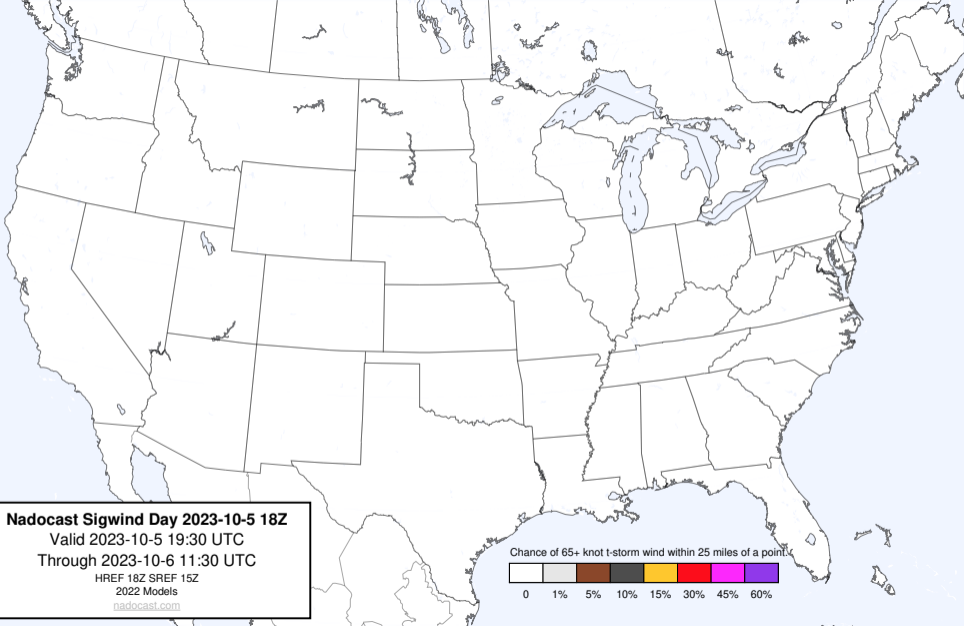 Nadocast Sigwind Day 2023-10-5 18Z
Valid 2023-10-5 19:30 UTC
Through 2023-10-6 11:30 UTC
HREF 18Z SREF 15Z
2022 Models
nadocast.com
Chance of 65+ knot t-storm wind within 25 miles of a point.
0 1% 5% 10% 15% 30% 45% 60%